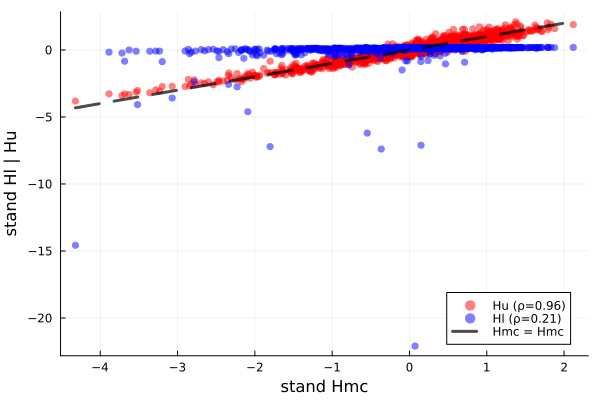 0
−5
−10
−15
−20
stand Hl | Hu
Hu (ρ=0.96)
Hl (ρ=0.21)
Hmc = Hmc
−4 −3 −2 −1 0 1 2
stand Hmc